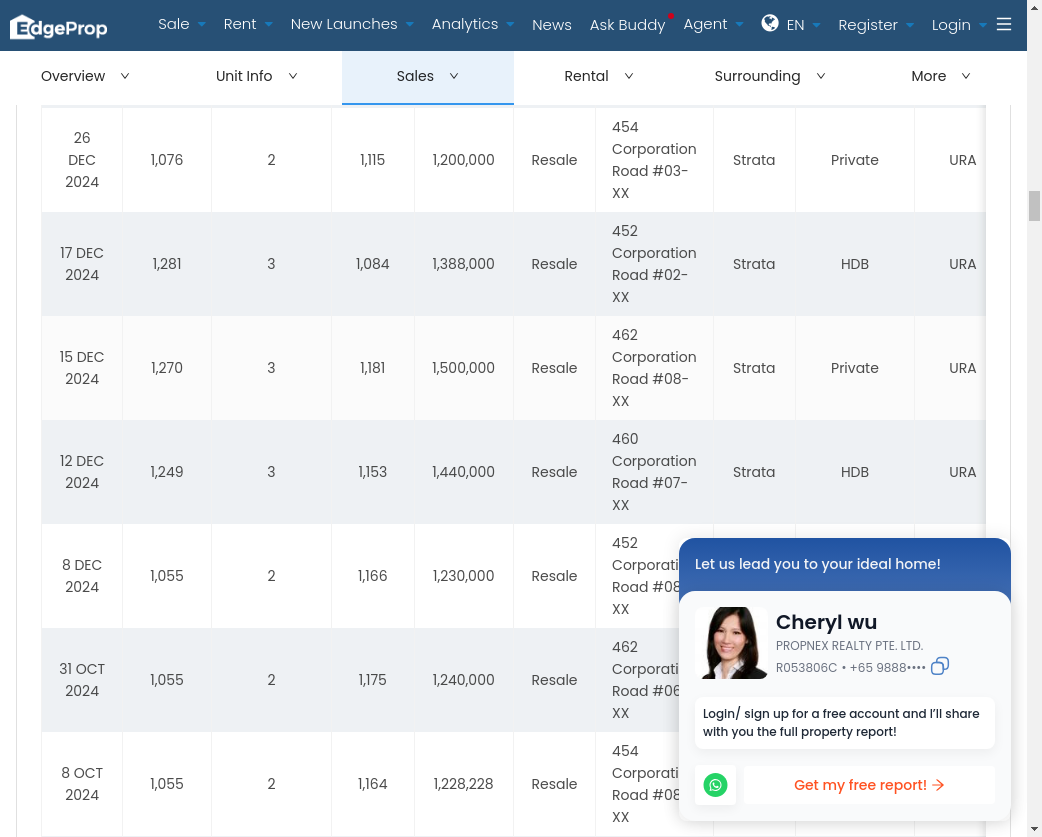 EdgeProp Sale Rent New Launches Analytics News Ask Buddy Agent EN Register Login
Overview Unit Info Sales Rental Surrounding More
26 DEC 2024 1,076 2 1,115 1,200,000 Resale 454 Corporation Road #03-XX Strata Private URA
17 DEC 2024 1,281 3 1,084 1,388,000 Resale 452 Corporation Road #02-XX Strata HDB URA
15 DEC 2024 1,270 3 1,181 1,500,000 Resale 462 Corporation Road #08-XX Strata Private URA
12 DEC 2024 1,249 3 1,153 1,440,000 Resale 460 Corporation Road #07-XX Strata HDB URA
8 DEC 2024 1,055 2 1,166 1,230,000 Resale 452 Corporati Road #08 XX
31 OCT 2024 1,055 2 1,175 1,240,000 Resale 462 Corporati Road #06 XX
8 OCT 2024 1,055 2 1,164 1,228,228 Resale 454 Corporati Road #08 XX
Let us lead you to your ideal home!
Cheryl wu
PROPNEX REALTY PTE. LTD.
R053806C • +65 9888••••
Login/ sign up for a free account and I'll share
with you the full property report!
Get my free report! →